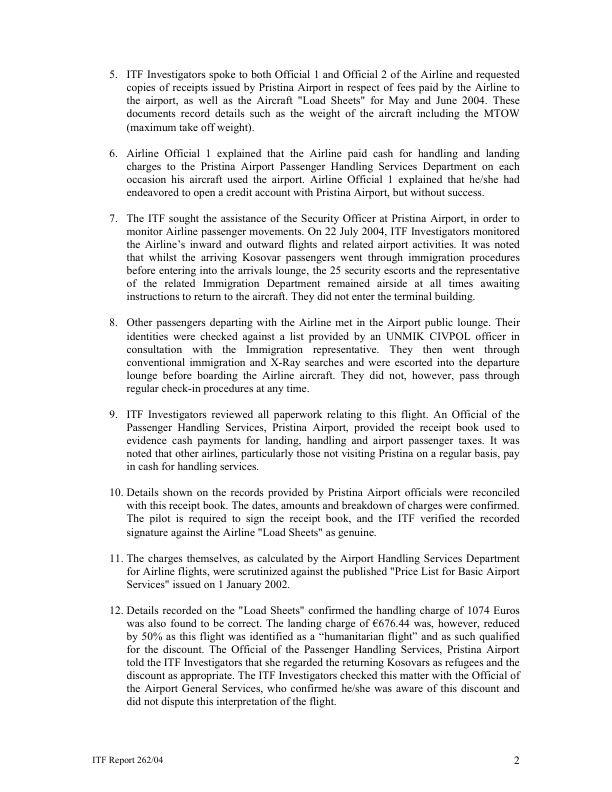 5. ITF Investigators spoke to both Official 1 and Official 2 of the Airline and requested
copies of receipts issued by Pristina Airport in respect of fees paid by the Airline to
the airport, as well as the Aircraft "Load Sheets" for May and June 2004. These
documents record details such as the weight of the aircraft including the MTOW
(maximum take off weight).
6. Airline Official 1 explained that the Airline paid cash for handling and landing
charges to the Pristina Airport Passenger Handling Services Department on each
occasion his aircraft used the airport. Airline Official 1 explained that he/she had
endeavored to open a credit account with Pristina Airport, but without success.
7. The ITF sought the assistance of the Security Officer at Pristina Airport, in order to
monitor Airline passenger movements. On 22 July 2004, ITF Investigators monitored
the Airline’s inward and outward flights and related airport activities. It was noted
that whilst the arriving Kosovar passengers went through immigration procedures
before entering into the arrivals lounge, the 25 security escorts and the representative
of the related Immigration Department remained airside at all times awaiting
instructions to return to the aircraft. They did not enter the terminal building.
8. Other passengers departing with the Airline met in the Airport public lounge. Their
identities were checked against a list provided by an UNMIK CIVPOL officer in
consultation with the Immigration representative. They then went through
conventional immigration and X-Ray searches and were escorted into the departure
lounge before boarding the Airline aircraft. They did not, however, pass through
regular check-in procedures at any time.
9. ITF Investigators reviewed all paperwork relating to this flight. An Official of the
Passenger Handling Services, Pristina Airport, provided the receipt book used to
evidence cash payments for landing, handling and airport passenger taxes. It was
noted that other airlines, particularly those not visiting Pristina on a regular basis, pay
in cash for handling services.
10. Details shown on the records provided by Pristina Airport officials were reconciled
with this receipt book. The dates, amounts and breakdown of charges were confirmed.
The pilot is required to sign the receipt book, and the ITF verified the recorded
signature against the Airline "Load Sheets" as genuine.
11. The charges themselves, as calculated by the Airport Handling Services Department
for Airline flights, were scrutinized against the published "Price List for Basic Airport
Services" issued on 1 January 2002.
12. Details recorded on the "Load Sheets" confirmed the handling charge of 1074 Euros
was also found to be correct. The landing charge of €676.44 was, however, reduced
by 50% as this flight was identified as a “humanitarian flight” and as such qualified
for the discount. The Official of the Passenger Handling Services, Pristina Airport
told the ITF Investigators that she regarded the returning Kosovars as refugees and the
discount as appropriate. The ITF Investigators checked this matter with the Official of
the Airport General Services, who confirmed he/she was aware of this discount and
did not dispute this interpretation of the flight.
ITF Report 262/04
2